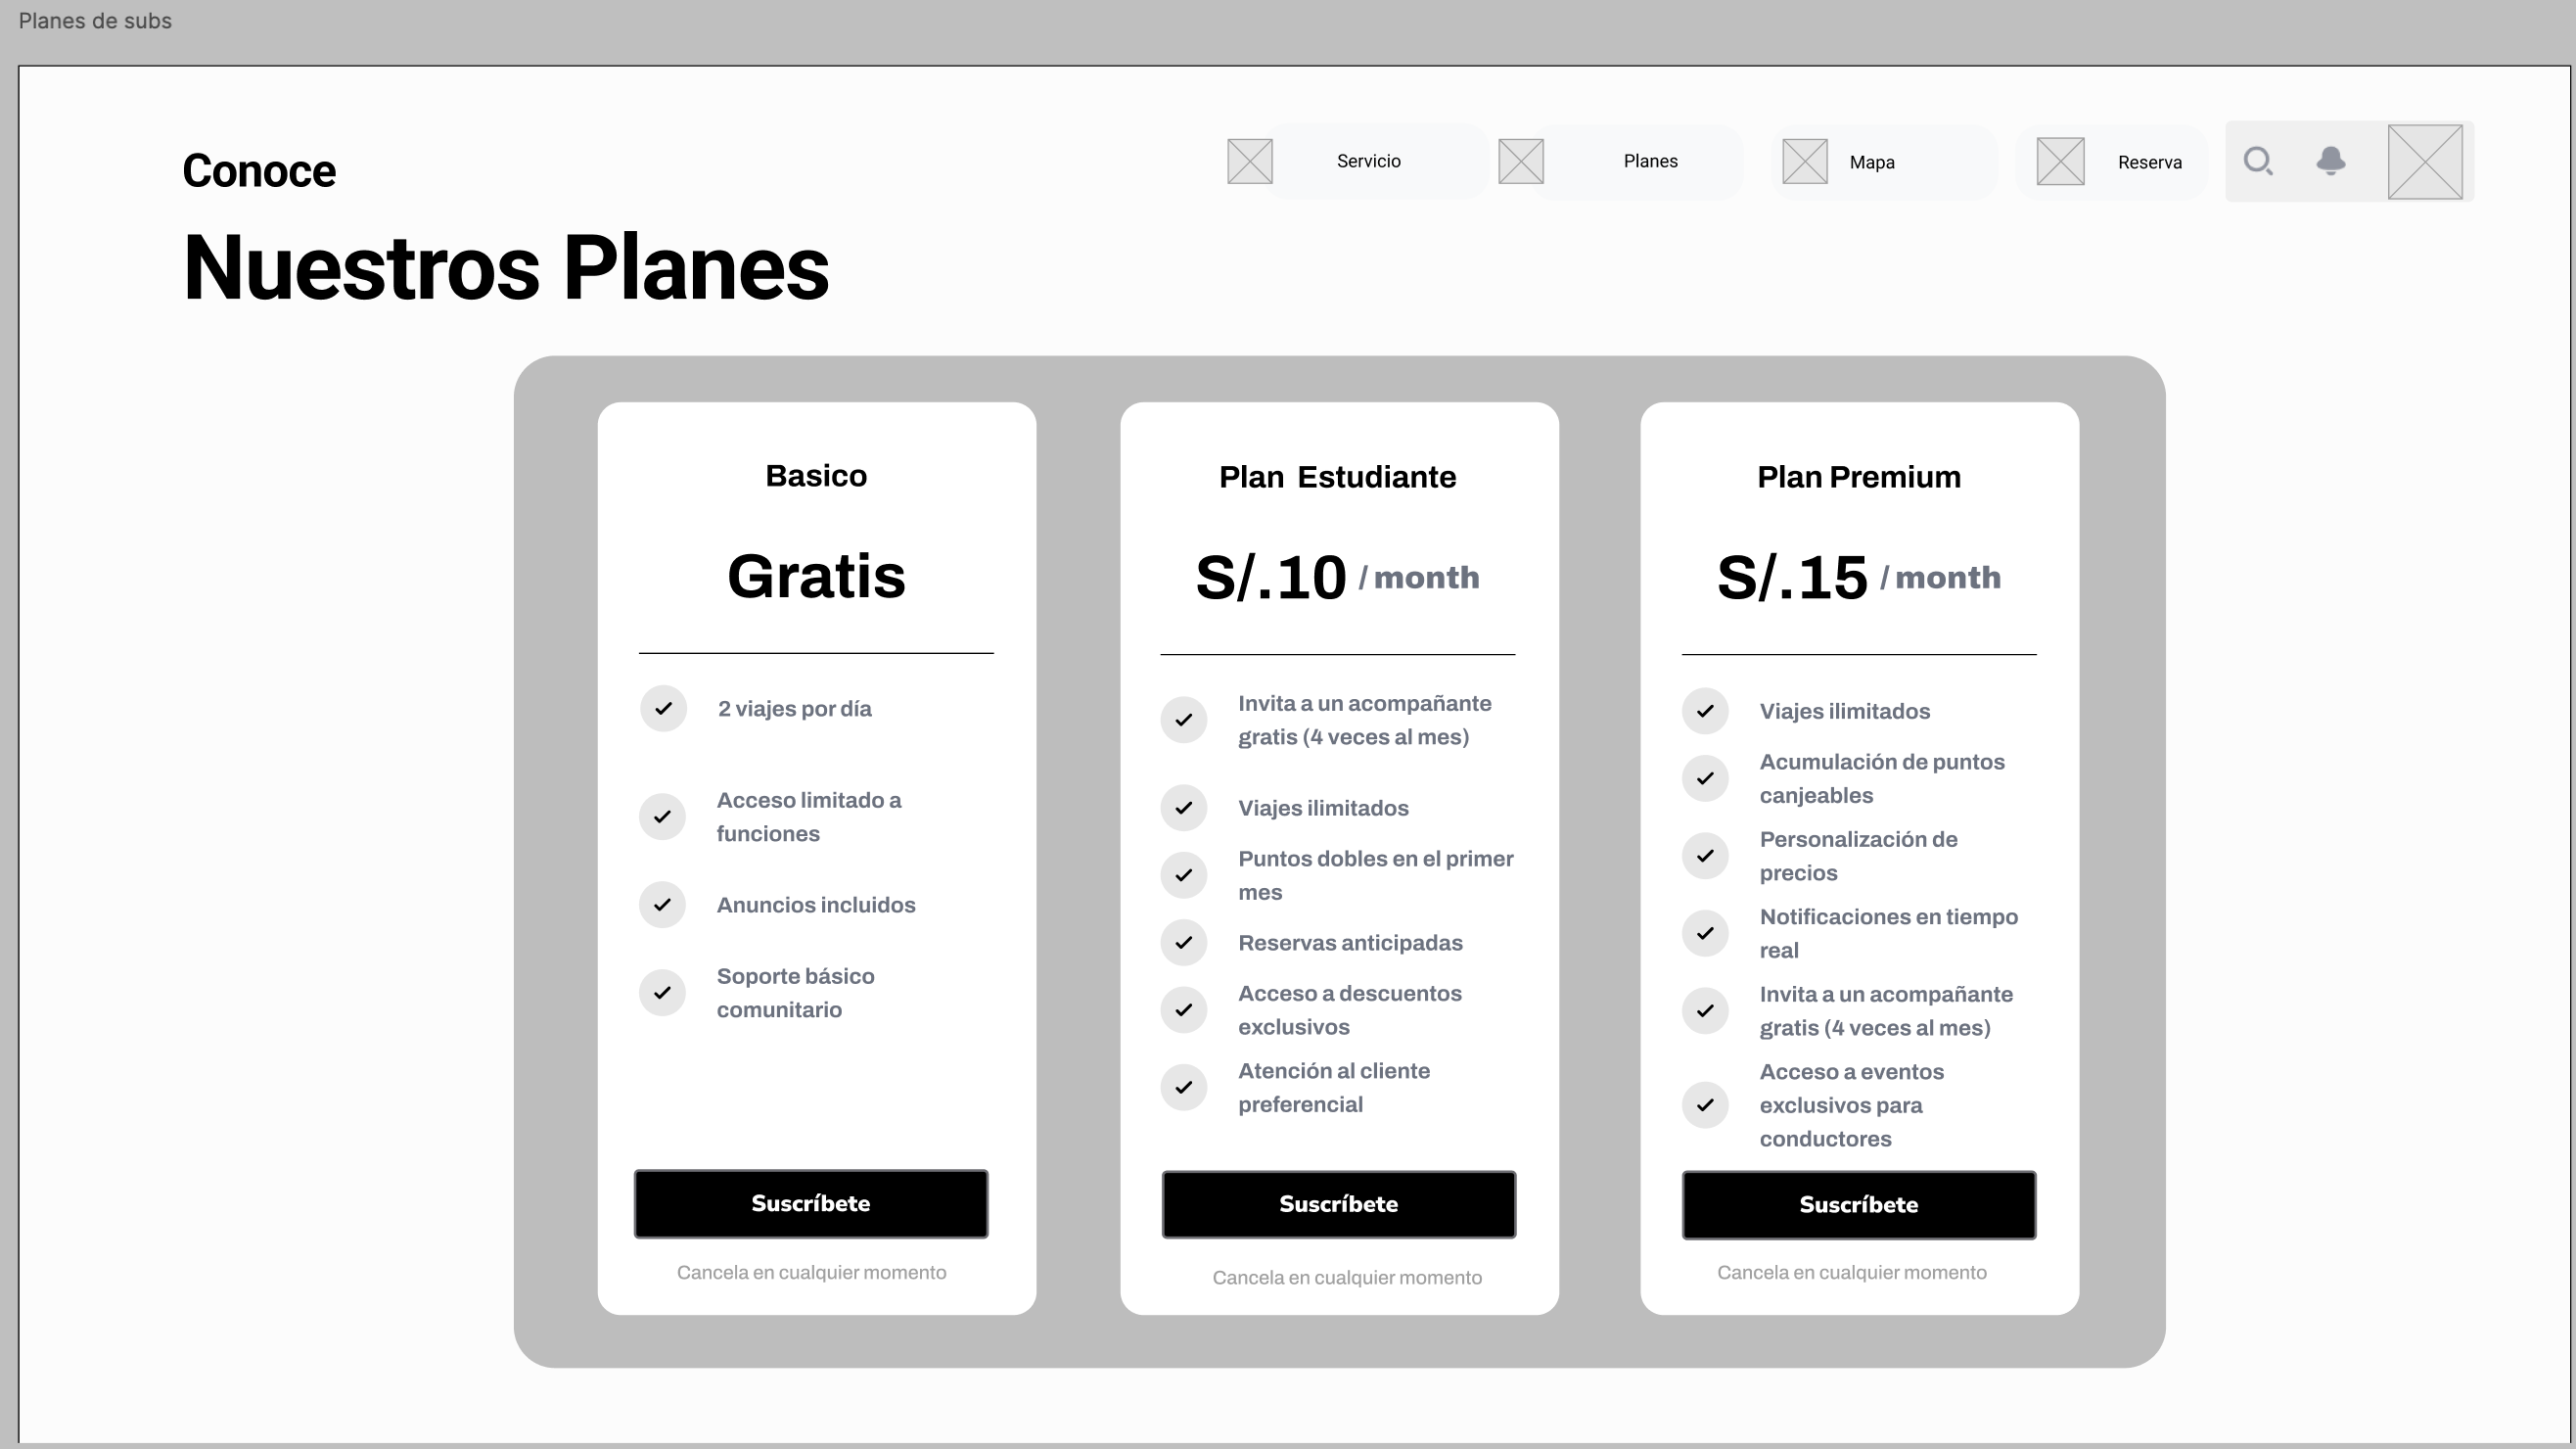 Planes de subs
Servicio
Planes
Mapa
Reserva
Conoce
Nuestros Planes
Basico
Gratis
2 viajes por día
Acceso limitado a
funciones
Anuncios incluidos
Soporte básico
comunitario
Suscríbete
Cancela en cualquier momento
Plan Estudiante
S/.10 / month
Invita a un acompañante
gratis (4 veces al mes)
Viajes ilimitados
Puntos dobles en el primer
mes
Reservas anticipadas
Acceso a descuentos
exclusivos
Atención al cliente
preferencial
Suscríbete
Cancela en cualquier momento
Plan Premium
S/.15 / month
Viajes ilimitados
Acumulación de puntos
canjeables
Personalización de
precios
Notificaciones en tiempo
real
Invita a un acompañante
gratis (4 veces al mes)
Acceso a eventos
exclusivos para
conductores
Suscríbete
Cancela en cualquier momento